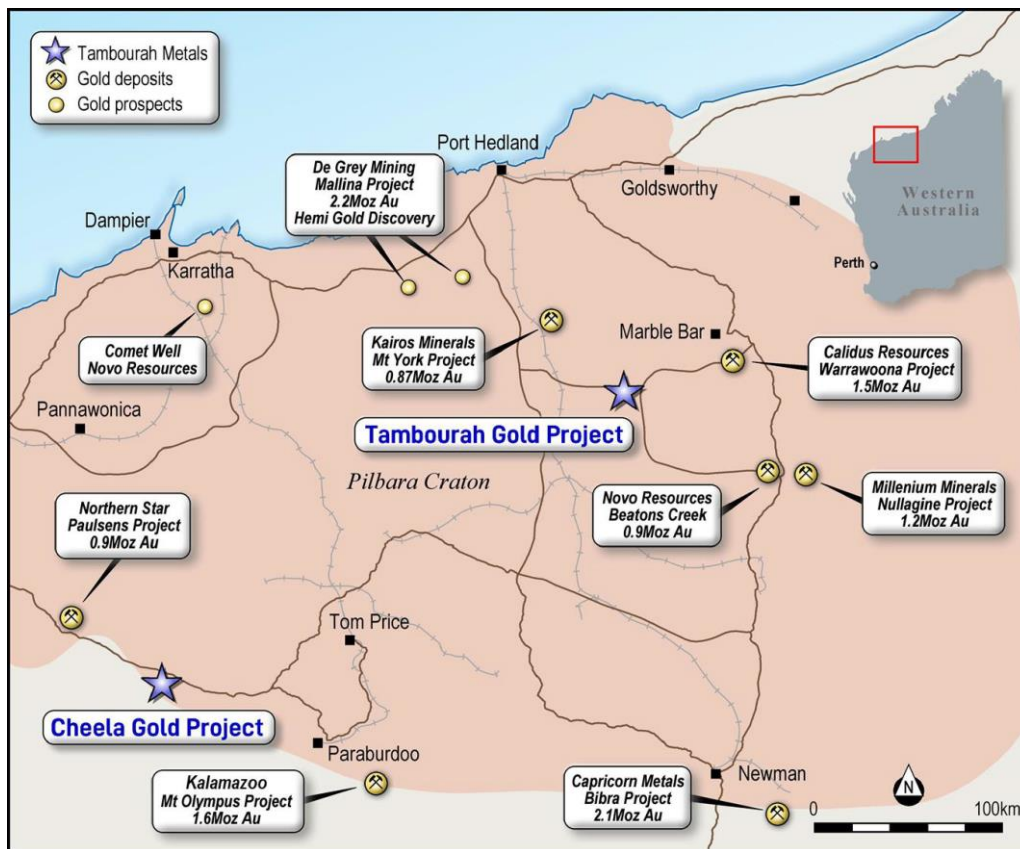 Tambourah Metals
Gold deposits
Gold prospects
Port Hedland
De Grey Mining
Mallina Project
2.2Moz Au
Hemi Gold Discovery
Goldsworthy
Western
Australia
Perth
Dampier
Karratha
Comet Well
Novo Resources
Kairos Minerals
Mt York Project
0.87Moz Au
Marble Bar
Calidus Resources
Warrawoona Project
1.5Moz Au
Pannawonica
Tambourah Gold Project
Pilbara Craton
Northern Star
Paulsens Project
0.9Moz Au
Novo Resources
Beatons Creek
0.9Moz Au
Millenium Minerals
Nullagine Project
1.2Moz Au
Tom Price
Cheela Gold Project
Paraburdoo
Kalamazoo
Mt Olympus Project
1.6Moz Au
Capricorn Metals
Bibra Project
2.1Moz Au
Newman
N
0 100km